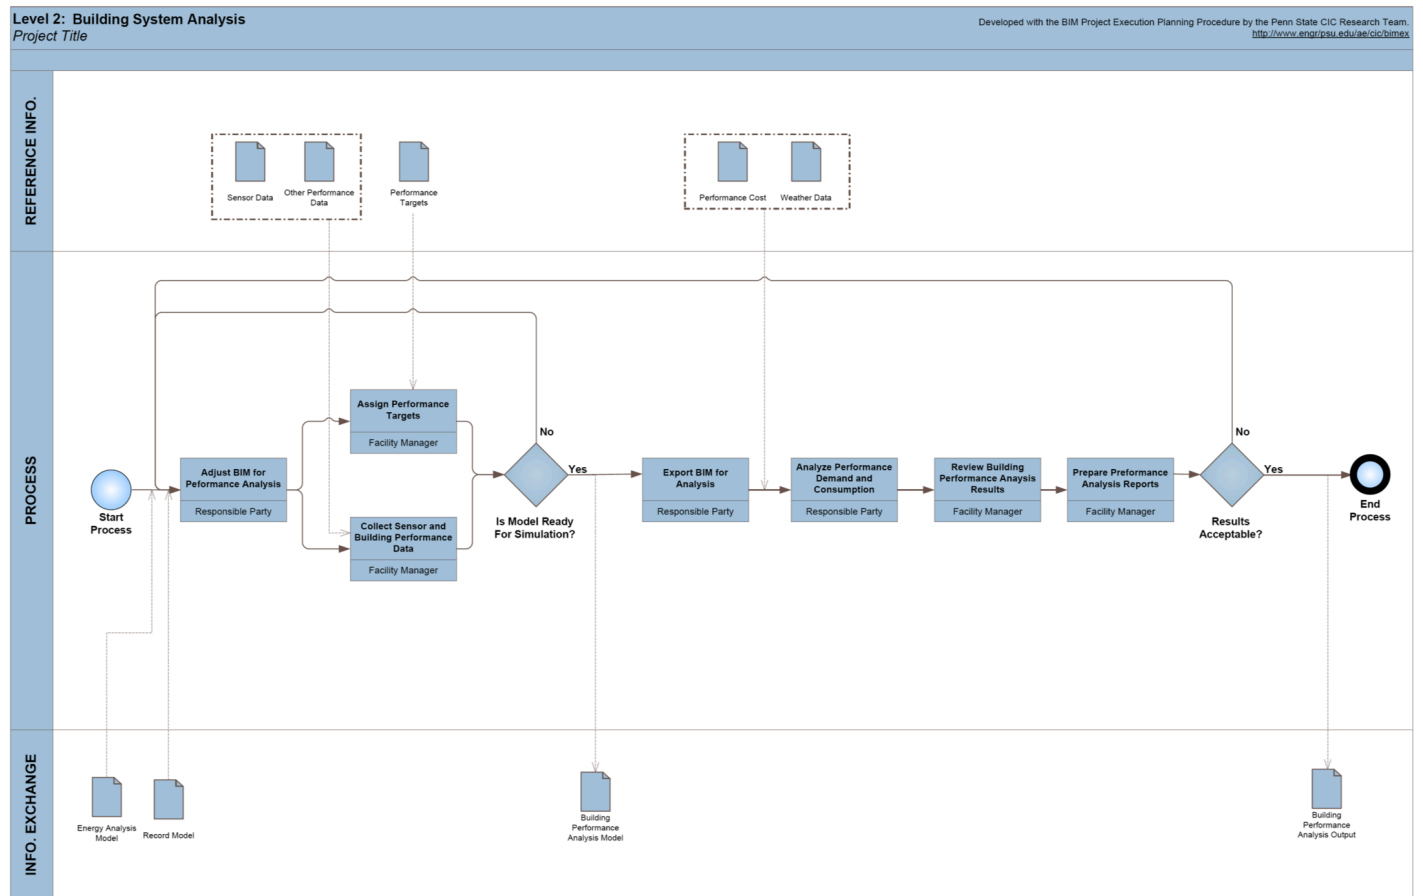 Level 2: Building System Analysis
Project Title
Developed with the BIM Project Execution Planning Procedure by the Penn State CIC Research Team.
http://www.engr/psu.edu/ae/cic/bimex
REFERENCE INFO.
Sensor Data
Other Performance
Data
Performance
Targets
Performance Cost
Weather Data
PROCESS
Start
Process
Adjust BIM for
Peformance Analysis
Responsible Party
Assign Performance
Targets
Facility Manager
Collect Sensor and
Building Performance
Data
Facility Manager
No
Yes
Is Model Ready
For Simulation?
Export BIM for
Analysis
Responsible Party
Analyze Performance
Demand and
Consumption
Responsible Party
Review Building
Performance Anaysis
Results
Facility Manager
Prepare Preformance
Analysis Reports
Facility Manager
No
Yes
Results
Acceptable?
End
Process
INFO. EXCHANGE
Energy Analysis
Model
Record Model
Building
Performance
Analysis Model
Building
Performance
Analysis Output